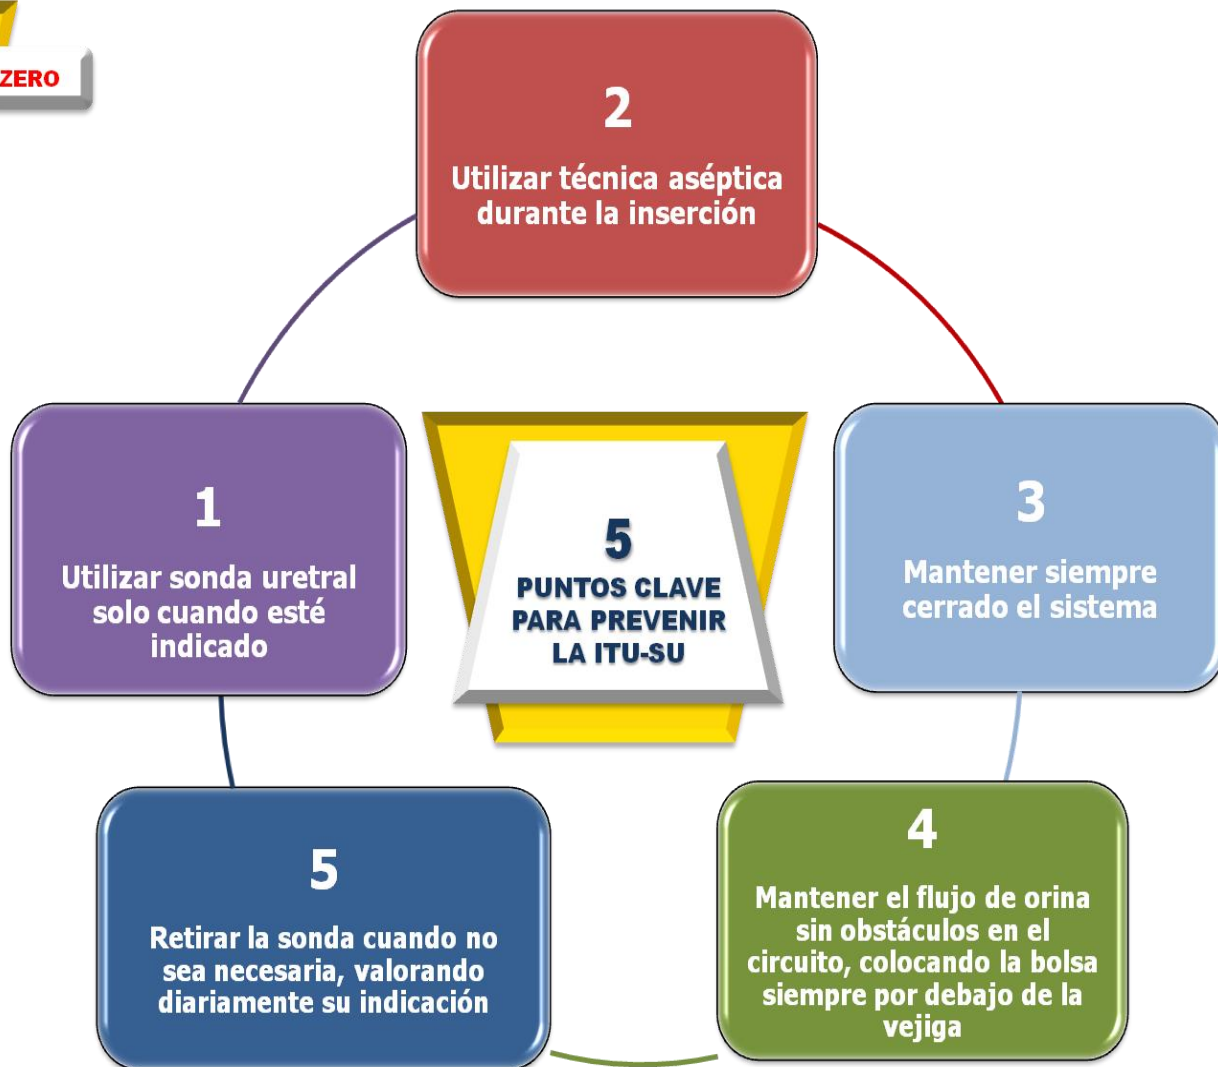 ZERO
2
Utilizar técnica aséptica
durante la inserción
1
Utilizar sonda uretral
solo cuando esté
indicado
5
PUNTOS CLAVE
PARA PREVENIR
LA ITU-SU
3
Mantener siempre
cerrado el sistema
5
Retirar la sonda cuando no
sea necesaria, valorando
diariamente su indicación
4
Mantener el flujo de orina
sin obstáculos en el
circuito, colocando la bolsa
siempre por debajo de la
vejiga